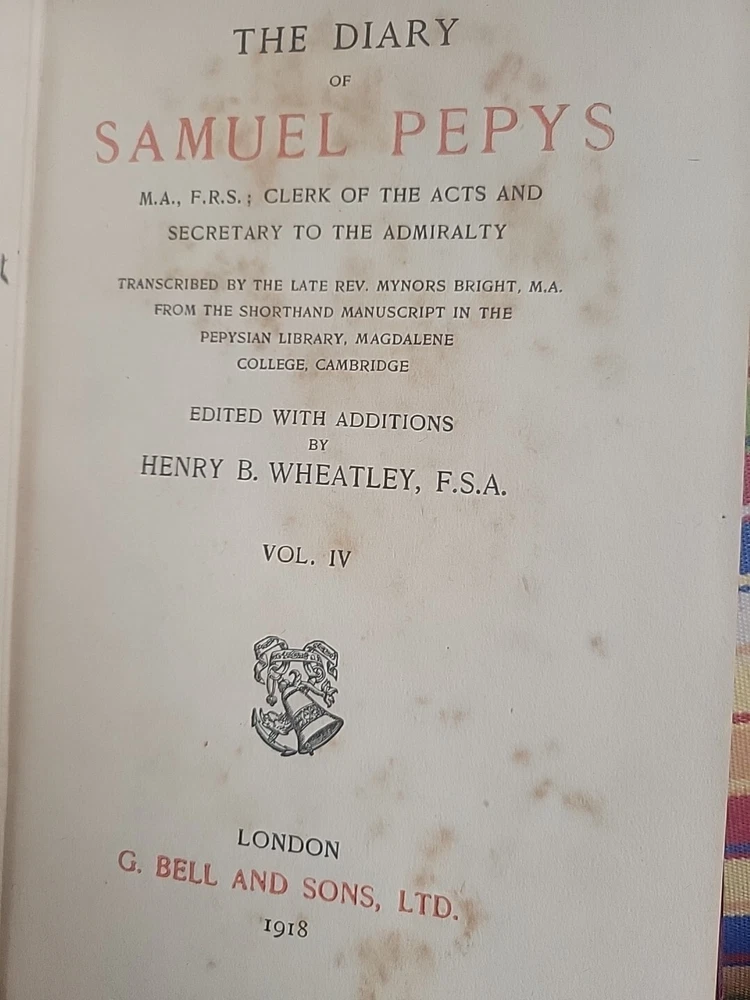 THE DIARY
OF
SAMUEL PEPYS
M.A., F.R.S.; CLERK OF THE ACTS AND
SECRETARY TO THE ADMIRALTY
TRANSCRIBED BY THE LATE REV. MYNORS BRIGHT, M.A.
FROM THE SHORTHAND MANUSCRIPT IN THE
PEPYSIAN LIBRARY, MAGDALENE
COLLEGE, CAMBRIDGE
EDITED WITH ADDITIONS
BY
HENRY B. WHEATLEY, F.S.A.
VOL. IV
LONDON
G. BELL AND SONS, LTD.
1918